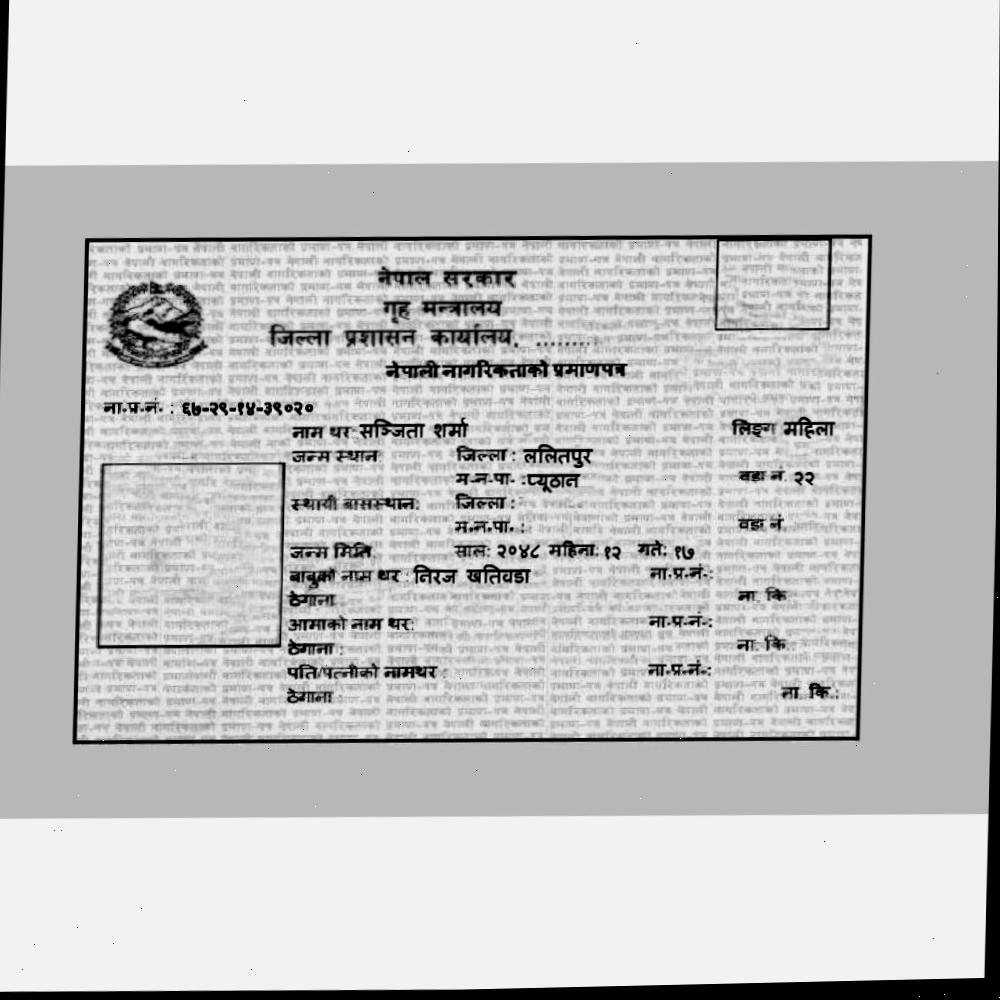 नेपाल सरकार
गृह मन्त्रालय
जिल्ला प्रशासन कार्यालय, ........
नेपाली नागरिकताको प्रमाणपत्र
ना.प्र.नं. : ६७-२९-१४-३९०२०
नाम थर: सञ्जिता शर्मा लिङ्ग महिला
जन्म स्थान: जिल्ला : ललितपुर
म.न.पा. :प्यूठान वडा नं. २२
स्थायी बासस्थान: जिल्ला :
म.न.पा. : वडा नं.
जन्म मिति: साल: २०४८ महिना: १२ गते: १७
बाबुको नाम थर : निरज खतिवडा ना.प्र.नं.:
ठेगाना ना. कि.
आमाको नाम थर: ना.प्र.नं.:
ठेगाना : ना. कि.
पति/पत्नीको नामथर : ना.प्र.नं.:
ठेगाना ना. कि.: